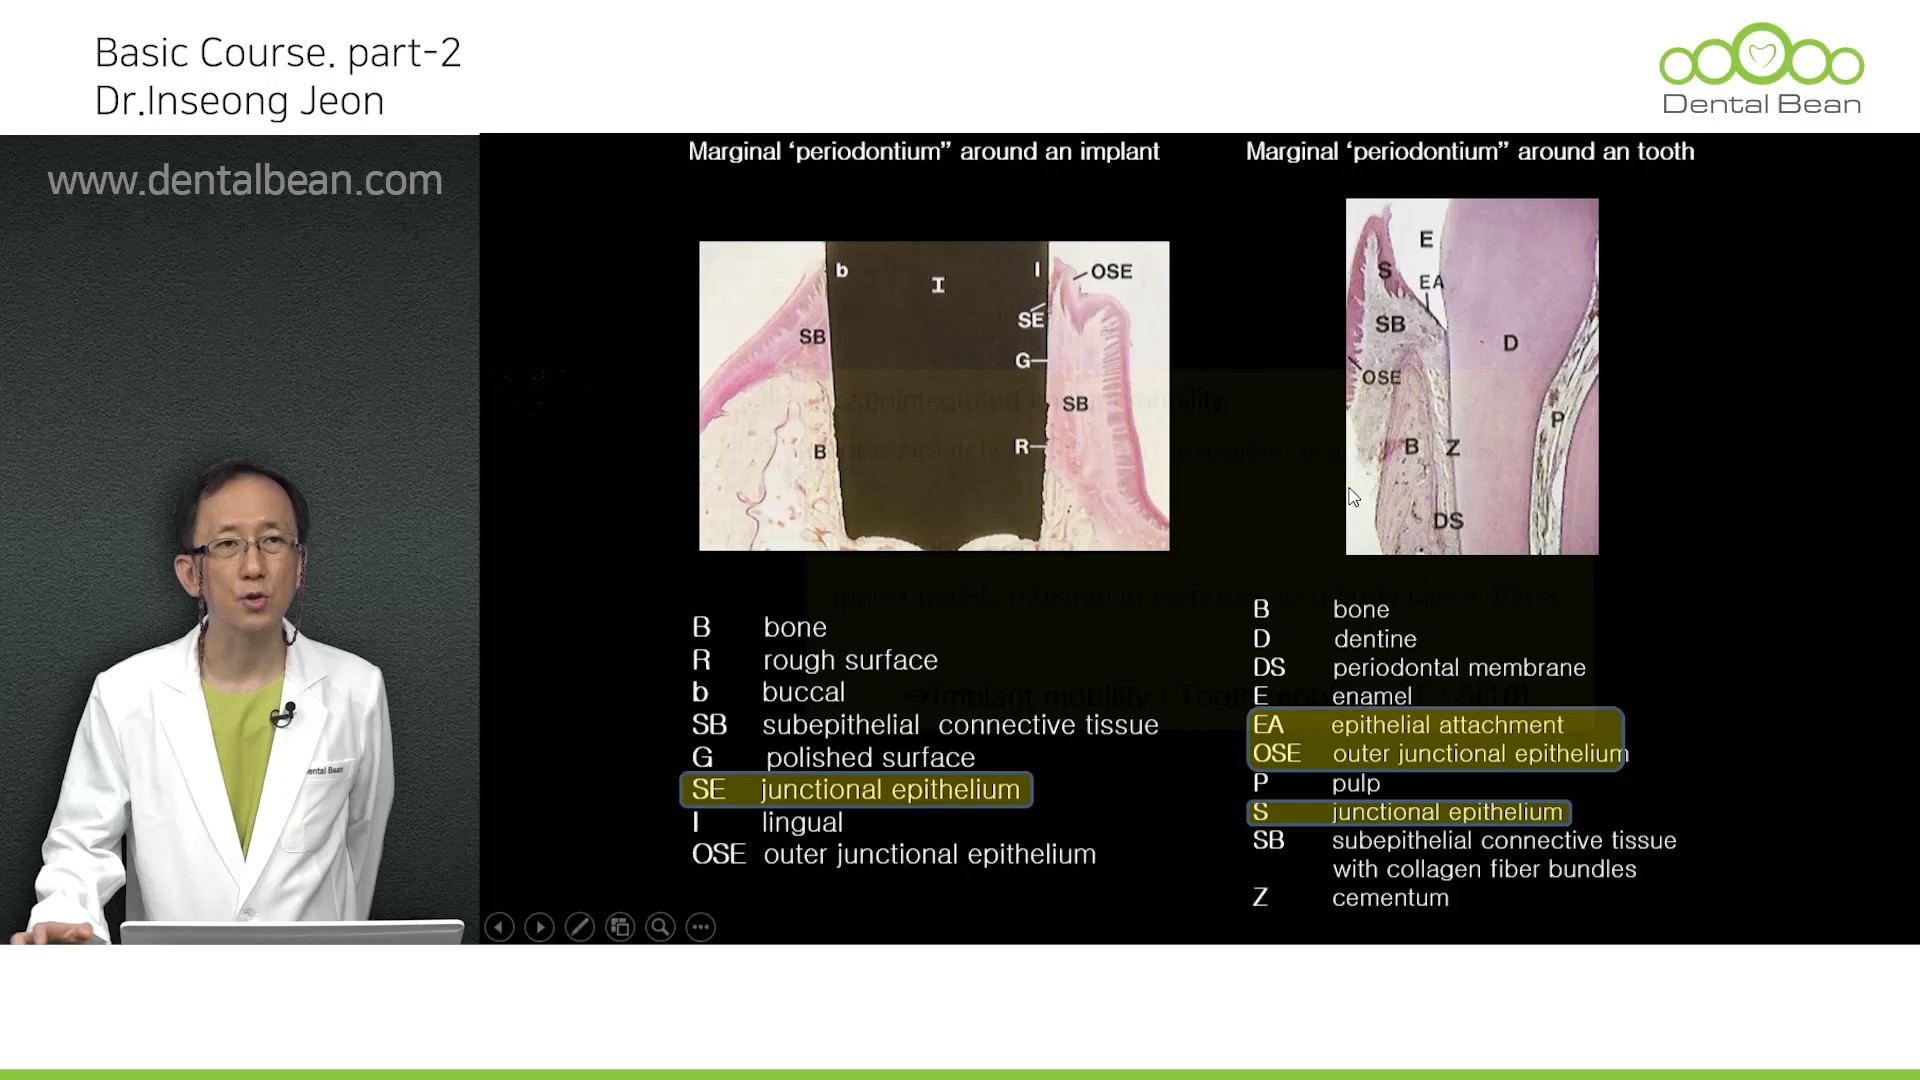 Basic Course. part-2
Dr.Inseong Jeon
Dental Bean
www.dentalbean.com
Marginal ‘periodontium” around an implant
Marginal ‘periodontium” around an tooth
b
I
l
OSE
SE
SB
G
SB
R
B
E
S
EA
SB
D
OSE
P
B
Z
DS
B bone
R rough surface
b buccal
SB subepithelial connective tissue
G polished surface
SE junctional epithelium
l lingual
OSE outer junctional epithelium
B bone
D dentine
DS periodontal membrane
E enamel
EA epithelial attachment
OSE outer junctional epithelium
P pulp
S junctional epithelium
SB subepithelial connective tissue
with collagen fiber bundles
Z cementum
ental Bean